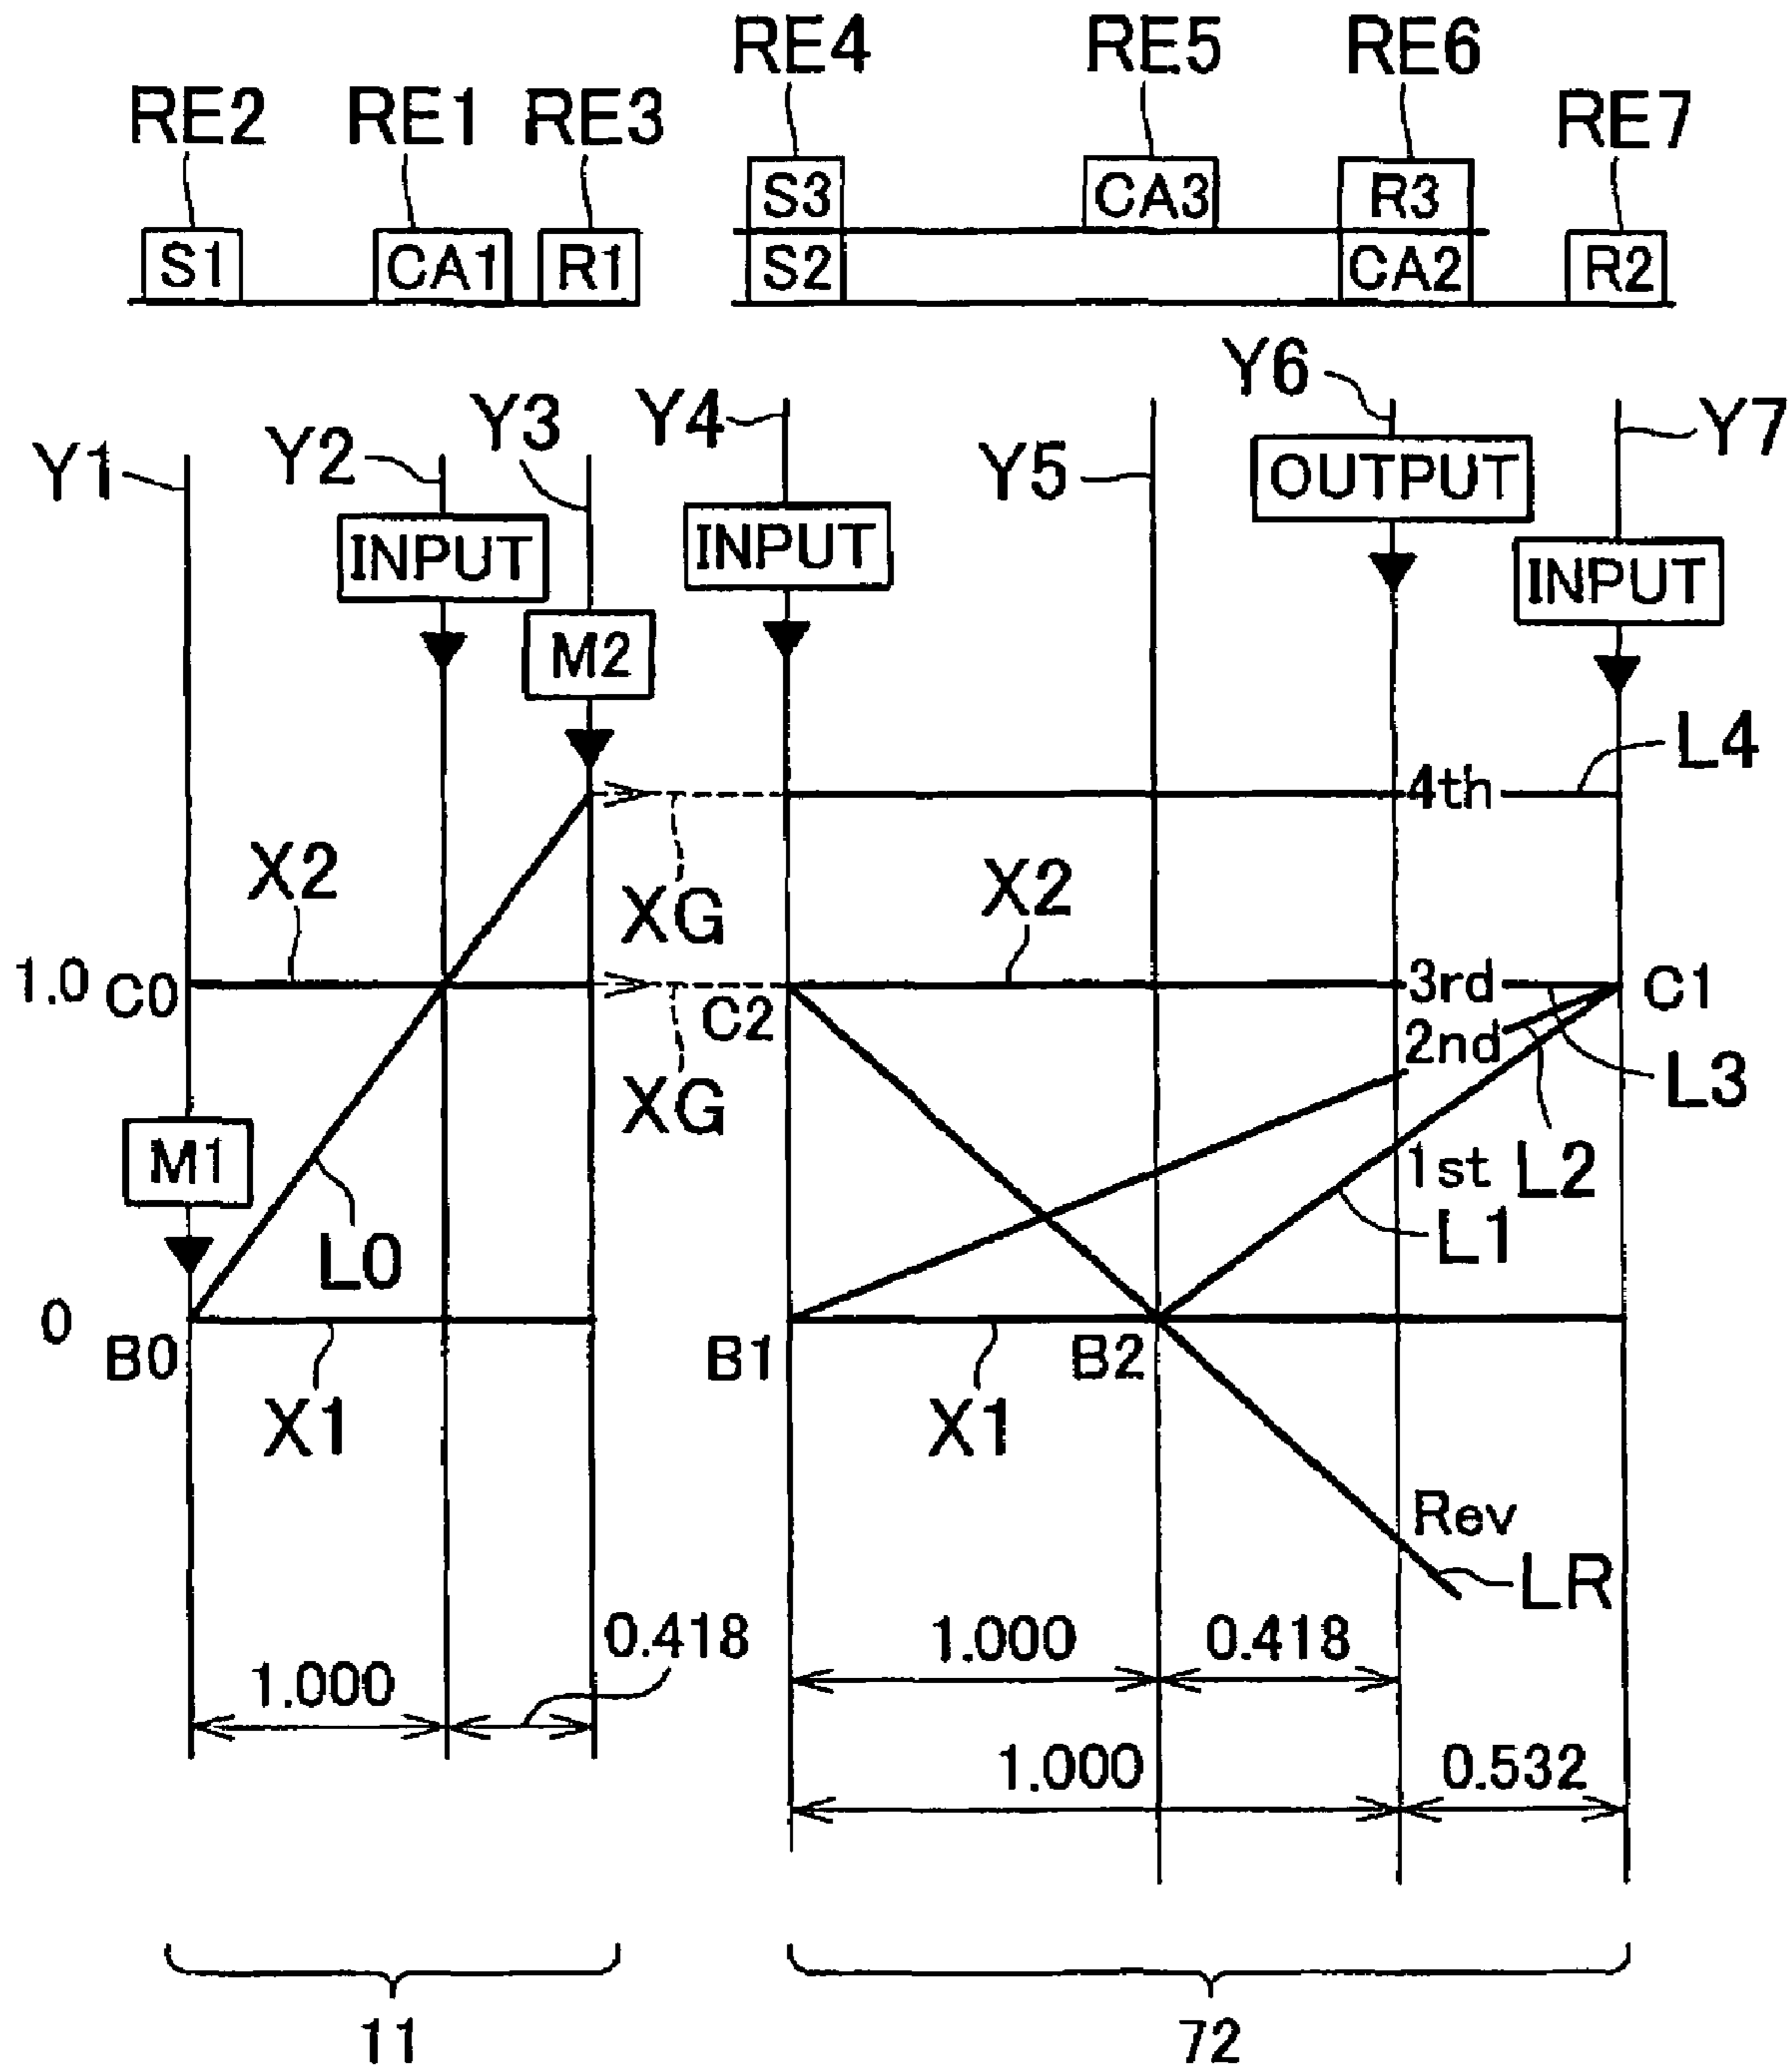 RE4 RE5 RE6
RE2 RE1 RE3 RE7
S3 CA3 R3
S1 CA1 R1 S2 CA2 R2
Y6
Y1 Y2 Y3 Y4 Y5 Y7
OUTPUT
INPUT INPUT INPUT
M2
L4
4th
X2 XG X2
1.0 C0 C2 3rd C1
2nd
XG L3
M1 1st L2
L0 L1
0
B0 B1 B2
X1 X1
Rev
LR
0.418 1.000 0.418
1.000
1.000 0.532
11 72